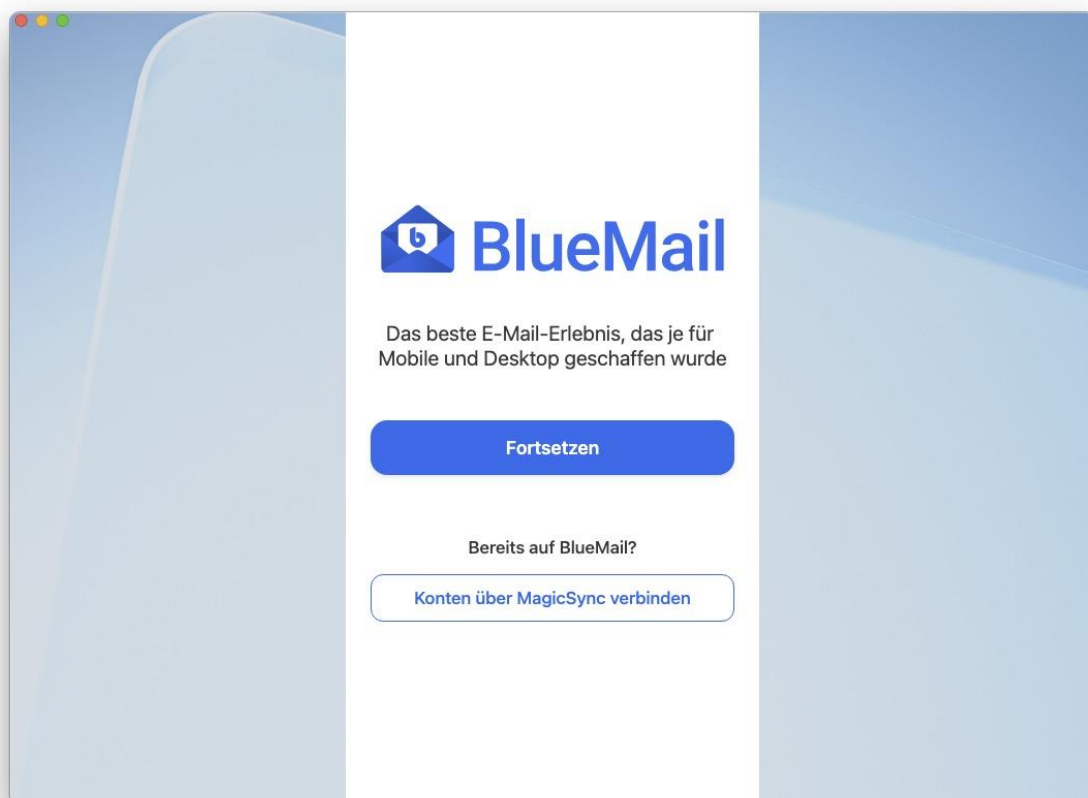 BlueMail
Das beste E-Mail-Erlebnis, das je für
Mobile und Desktop geschaffen wurde
Fortsetzen
Bereits auf BlueMail?
Konten über MagicSync verbinden